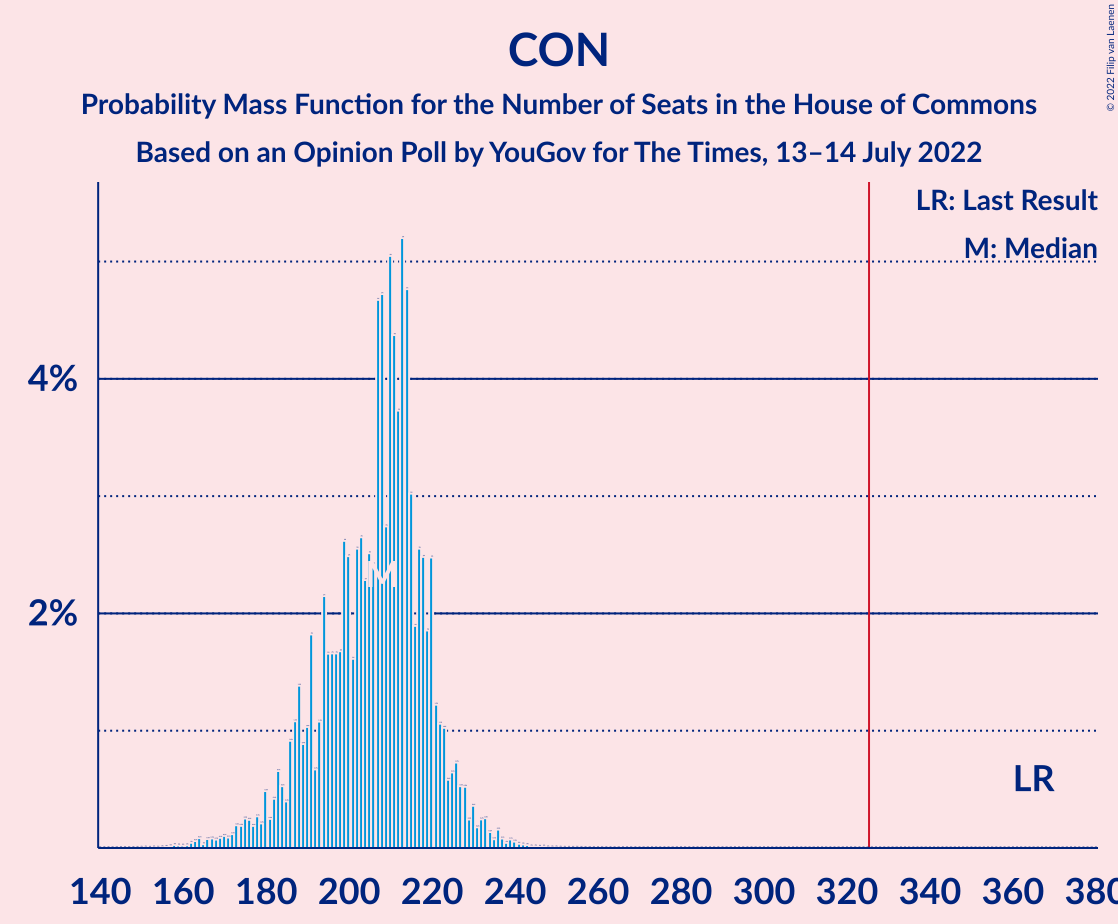 CON
Probability Mass Function for the Number of Seats in the House of Commons
Based on an Opinion Poll by YouGov for The Times, 13–14 July 2022
© 2022 Filip van Laenen
LR: Last Result
M: Median
4%
2%
LR
140 160 180 200 220 240 260 280 300 320 340 360 380